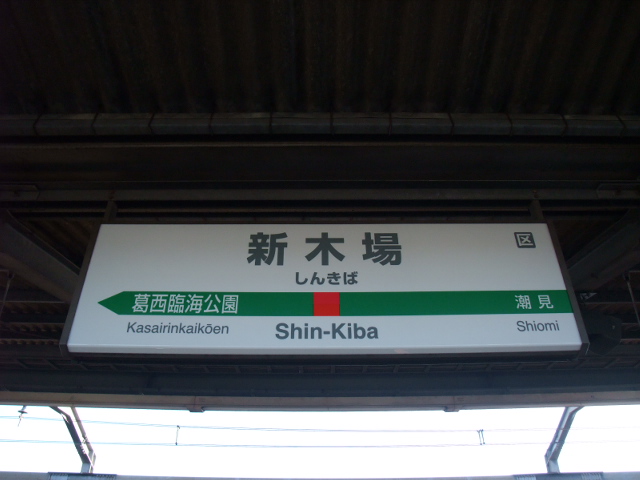 新木場
区
しんきば
葛西臨海公園
潮見
Kasairinkaikōen
Shin-Kiba
Shiomi